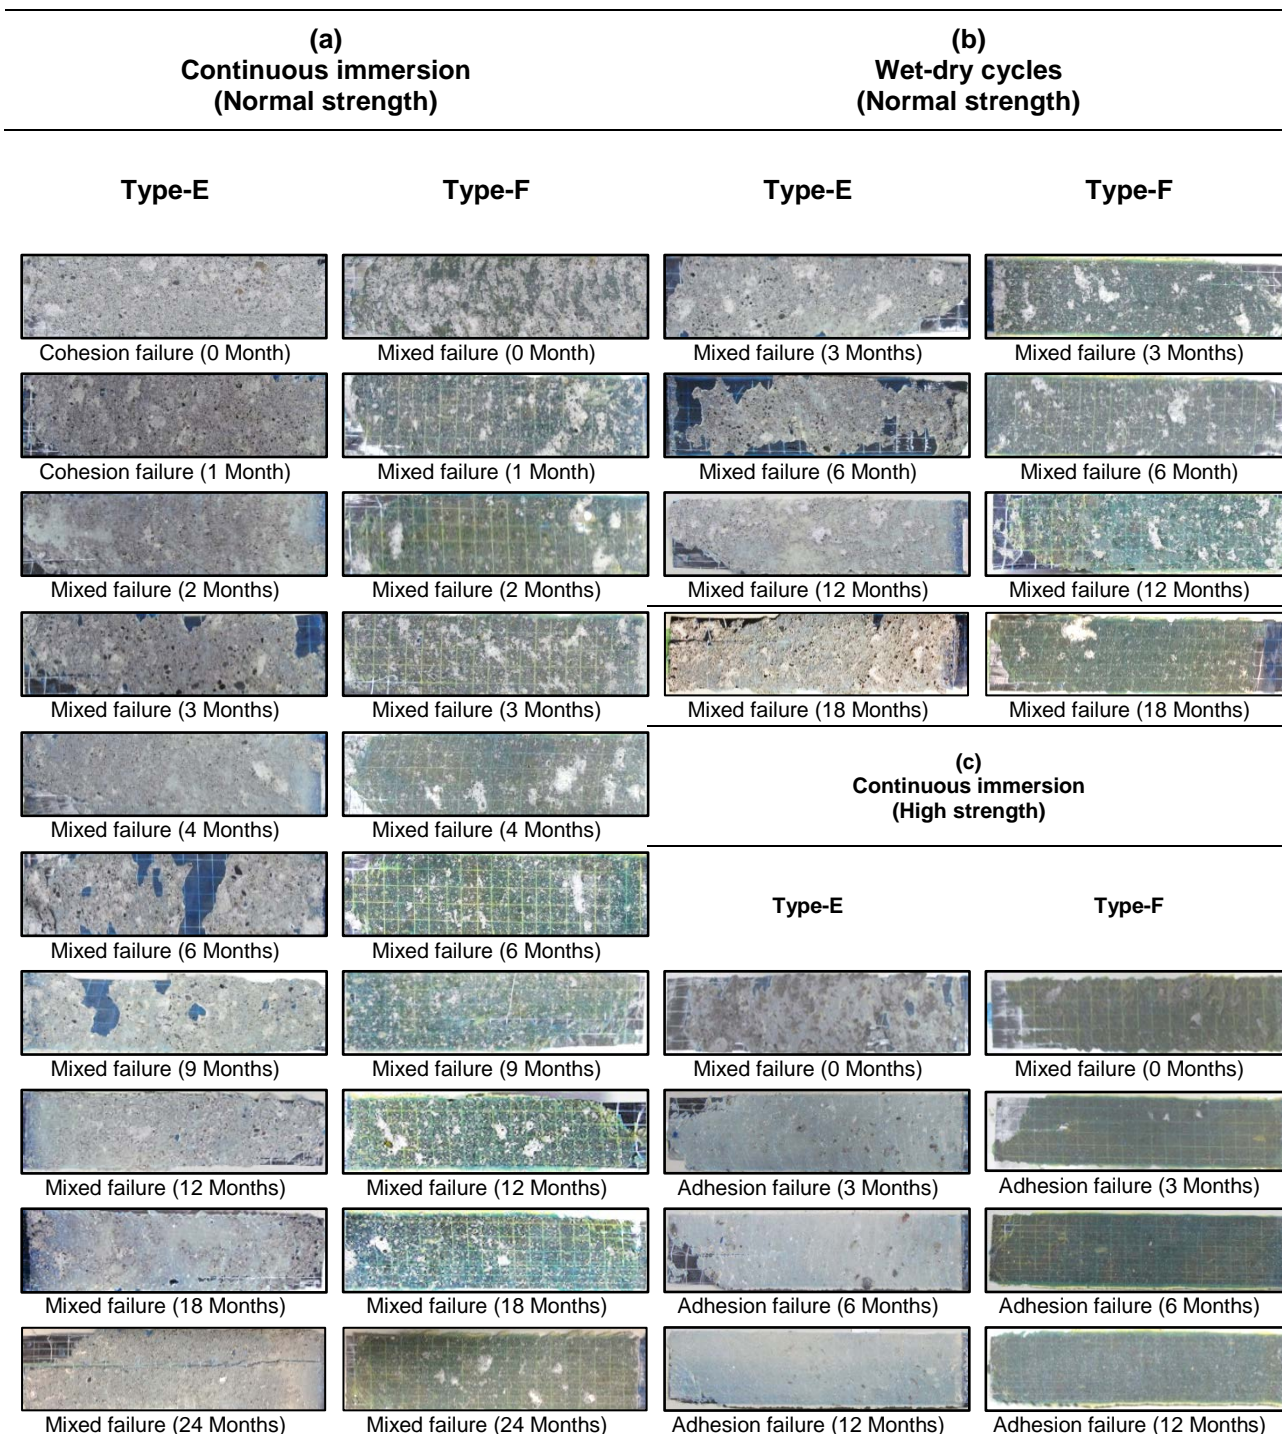 (a)
Continuous immersion
(Normal strength)
(b)
Wet-dry cycles
(Normal strength)
Type-E
Type-F
Type-E
Type-F
Cohesion failure (0 Month)
Mixed failure (0 Month)
Mixed failure (3 Months)
Mixed failure (3 Months)
Cohesion failure (1 Month)
Mixed failure (1 Month)
Mixed failure (6 Month)
Mixed failure (6 Month)
Mixed failure (2 Months)
Mixed failure (2 Months)
Mixed failure (12 Months)
Mixed failure (12 Months)
Mixed failure (3 Months)
Mixed failure (3 Months)
Mixed failure (18 Months)
Mixed failure (18 Months)
Mixed failure (4 Months)
Mixed failure (4 Months)
(c)
Continuous immersion
(High strength)
Mixed failure (6 Months)
Mixed failure (6 Months)
Type-E
Type-F
Mixed failure (9 Months)
Mixed failure (9 Months)
Mixed failure (0 Months)
Mixed failure (0 Months)
Mixed failure (12 Months)
Mixed failure (12 Months)
Adhesion failure (3 Months)
Adhesion failure (3 Months)
Mixed failure (18 Months)
Mixed failure (18 Months)
Adhesion failure (6 Months)
Adhesion failure (6 Months)
Mixed failure (24 Months)
Mixed failure (24 Months)
Adhesion failure (12 Months)
Adhesion failure (12 Months)